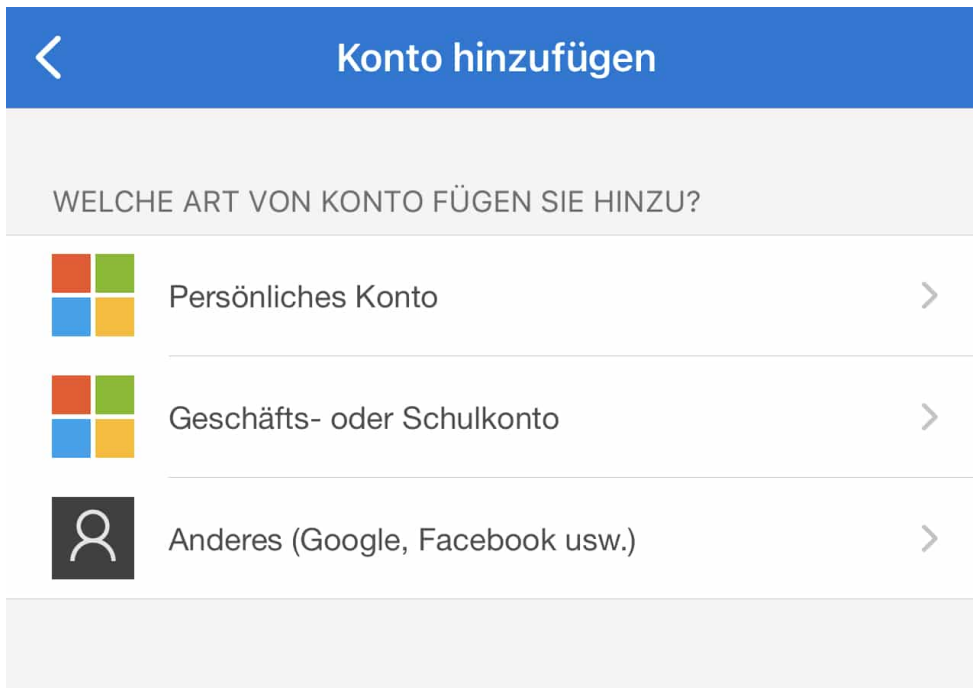 Konto hinzufügen
WELCHE ART VON KONTO FÜGEN SIE HINZU?
Persönliches Konto
Geschäfts- oder Schulkonto
Anderes (Google, Facebook usw.)